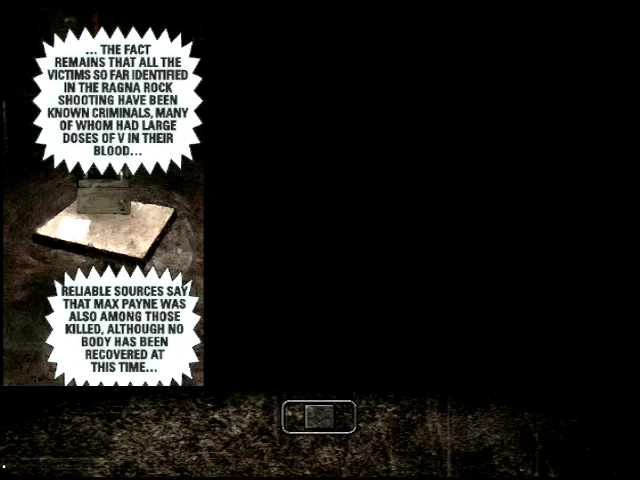 ... THE FACT
REMAINS THAT ALL THE
VICTIMS SO FAR IDENTIFIED
IN THE RAGNA ROCK
SHOOTING HAVE BEEN
KNOWN CRIMINALS, MANY
OF WHOM HAD LARGE
DOSES OF V IN THEIR
BLOOD...
RELIABLE SOURCES SAY
THAT MAX PAYNE WAS
ALSO AMONG THOSE
KILLED, ALTHOUGH NO
BODY HAS BEEN
RECOVERED AT
THIS TIME...